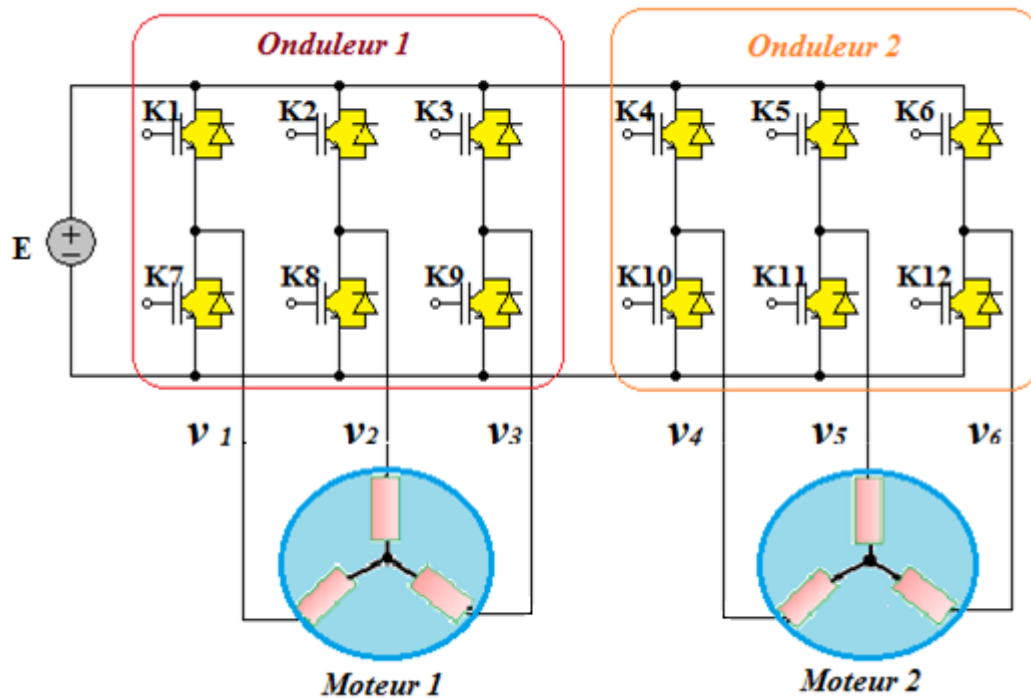 Onduleur 1
Onduleur 2
K1
K2
K3
K4
K5
K6
E
K7
K8
K9
K10
K11
K12
v 1
v2
v3
v4
v5
v6
Moteur 1
Moteur 2